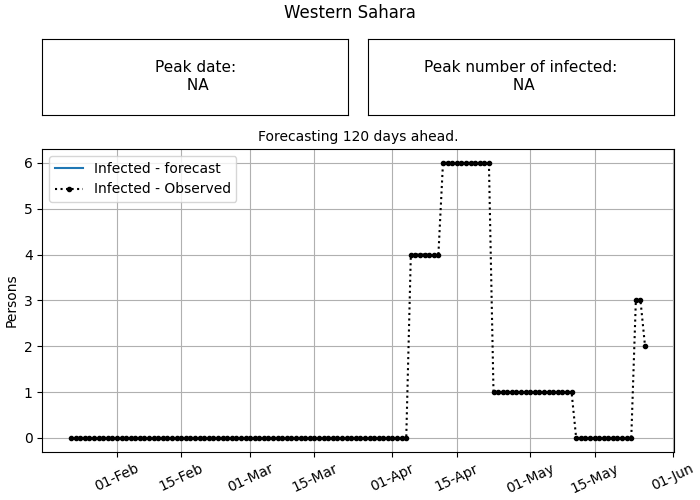 Western Sahara
Peak date:
NA
Peak number of infected:
NA
Forecasting 120 days ahead.
Infected - forecast
Infected - Observed
Persons
6
5
4
3
2
1
0
01-Feb
15-Feb
01-Mar
15-Mar
01-Apr
15-Apr
01-May
15-May
01-Jun